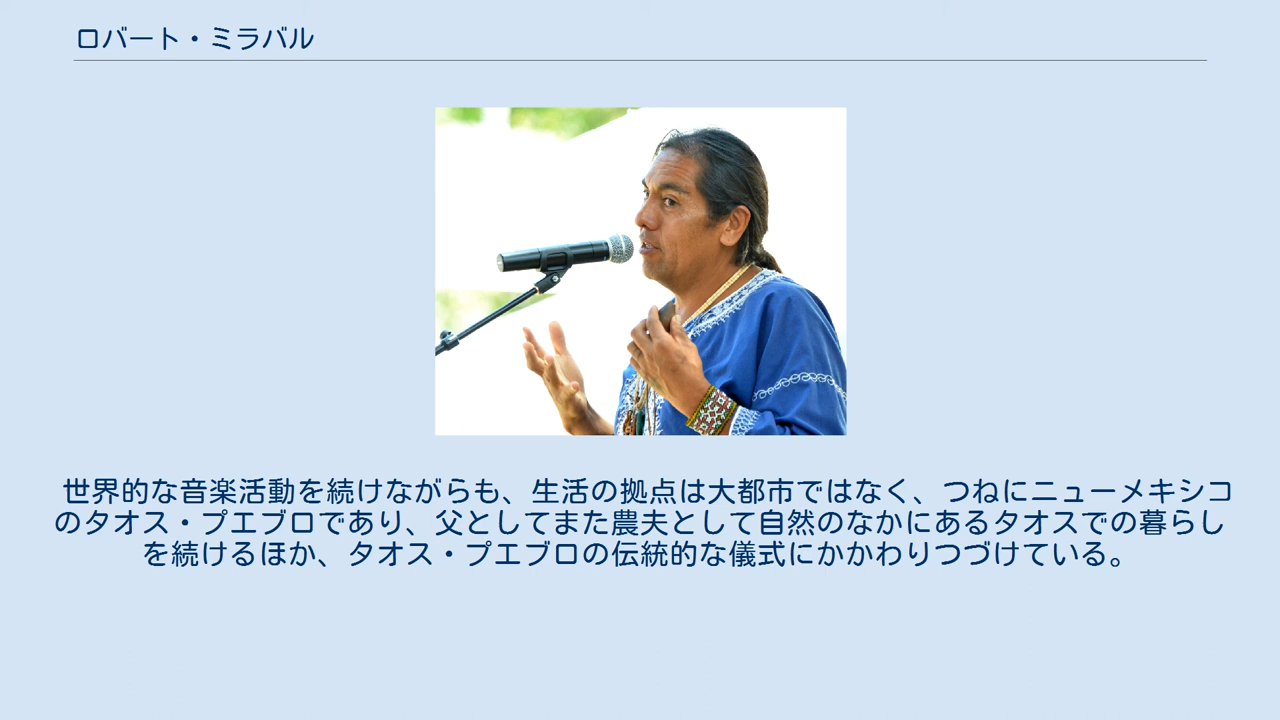 ロバート・ミラバル
世界的な音楽活動を続けながらも、生活の拠点は大都市ではなく、つねにニューメキシコ
のタオス・プエブロであり、父としてまた農夫として自然のなかにあるタオスでの暮らし
を続けるほか、タオス・プエブロの伝統的な儀式にかかわりつづけている。